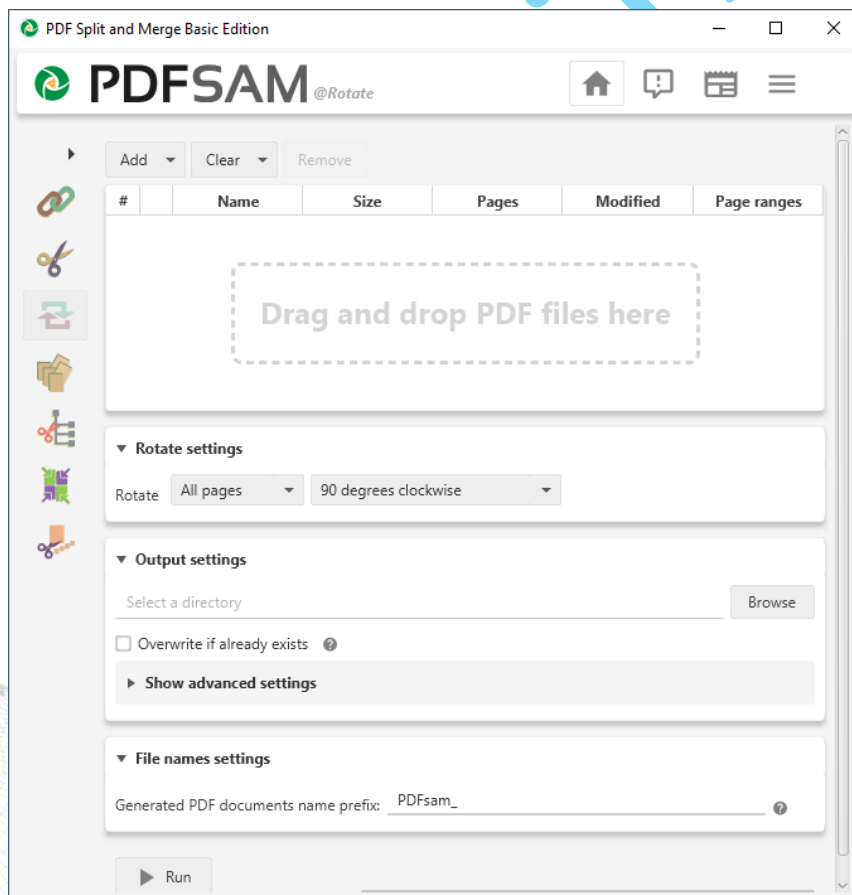 PDF Split and Merge Basic Edition
PDFSAM @Rotate
Add Clear Remove
# Name Size Pages Modified Page ranges
Drag and drop PDF files here
Rotate settings
Rotate All pages 90 degrees clockwise
Output settings
Select a directory Browse
Overwrite if already exists ?
Show advanced settings
File names settings
Generated PDF documents name prefix: PDFsam_ ?
Run